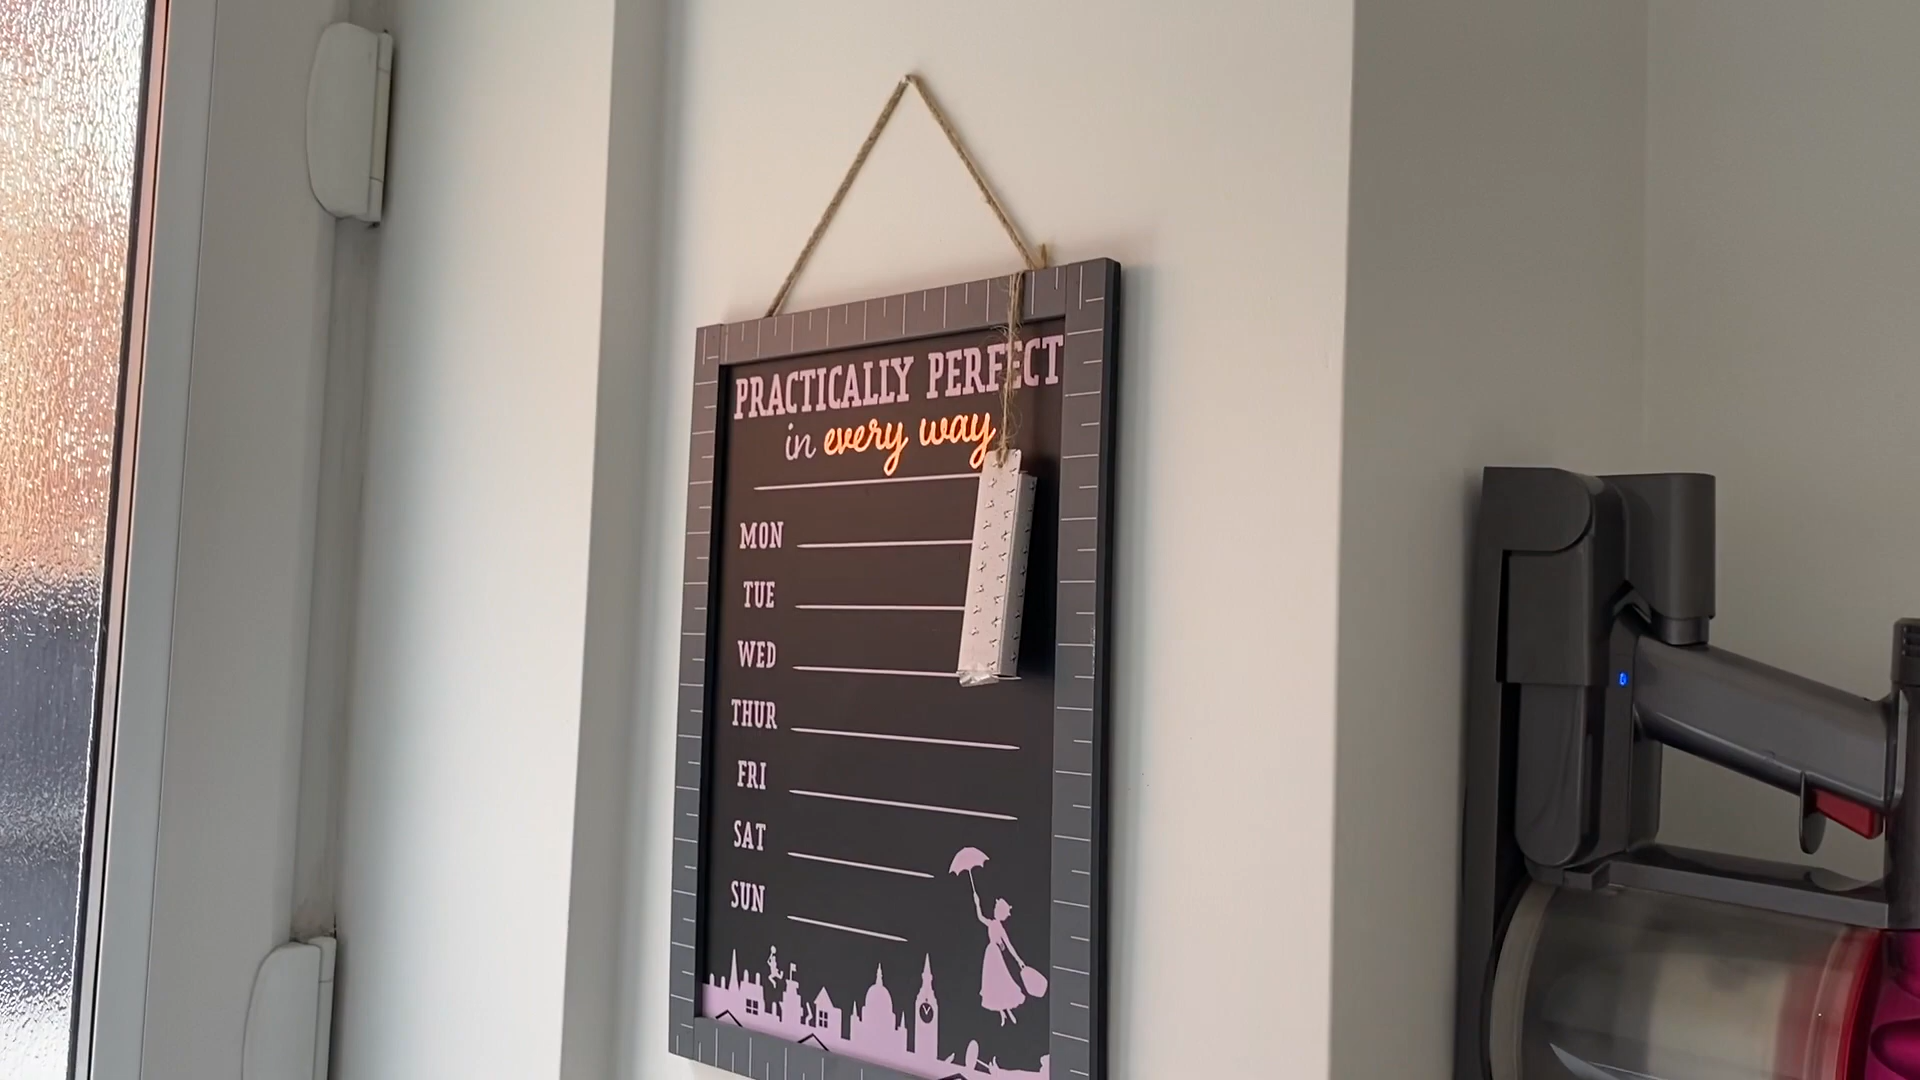 PRACTICALLY PERFECT
in every way
MON
TUE
WED
THUR
FRI
SAT
SUN